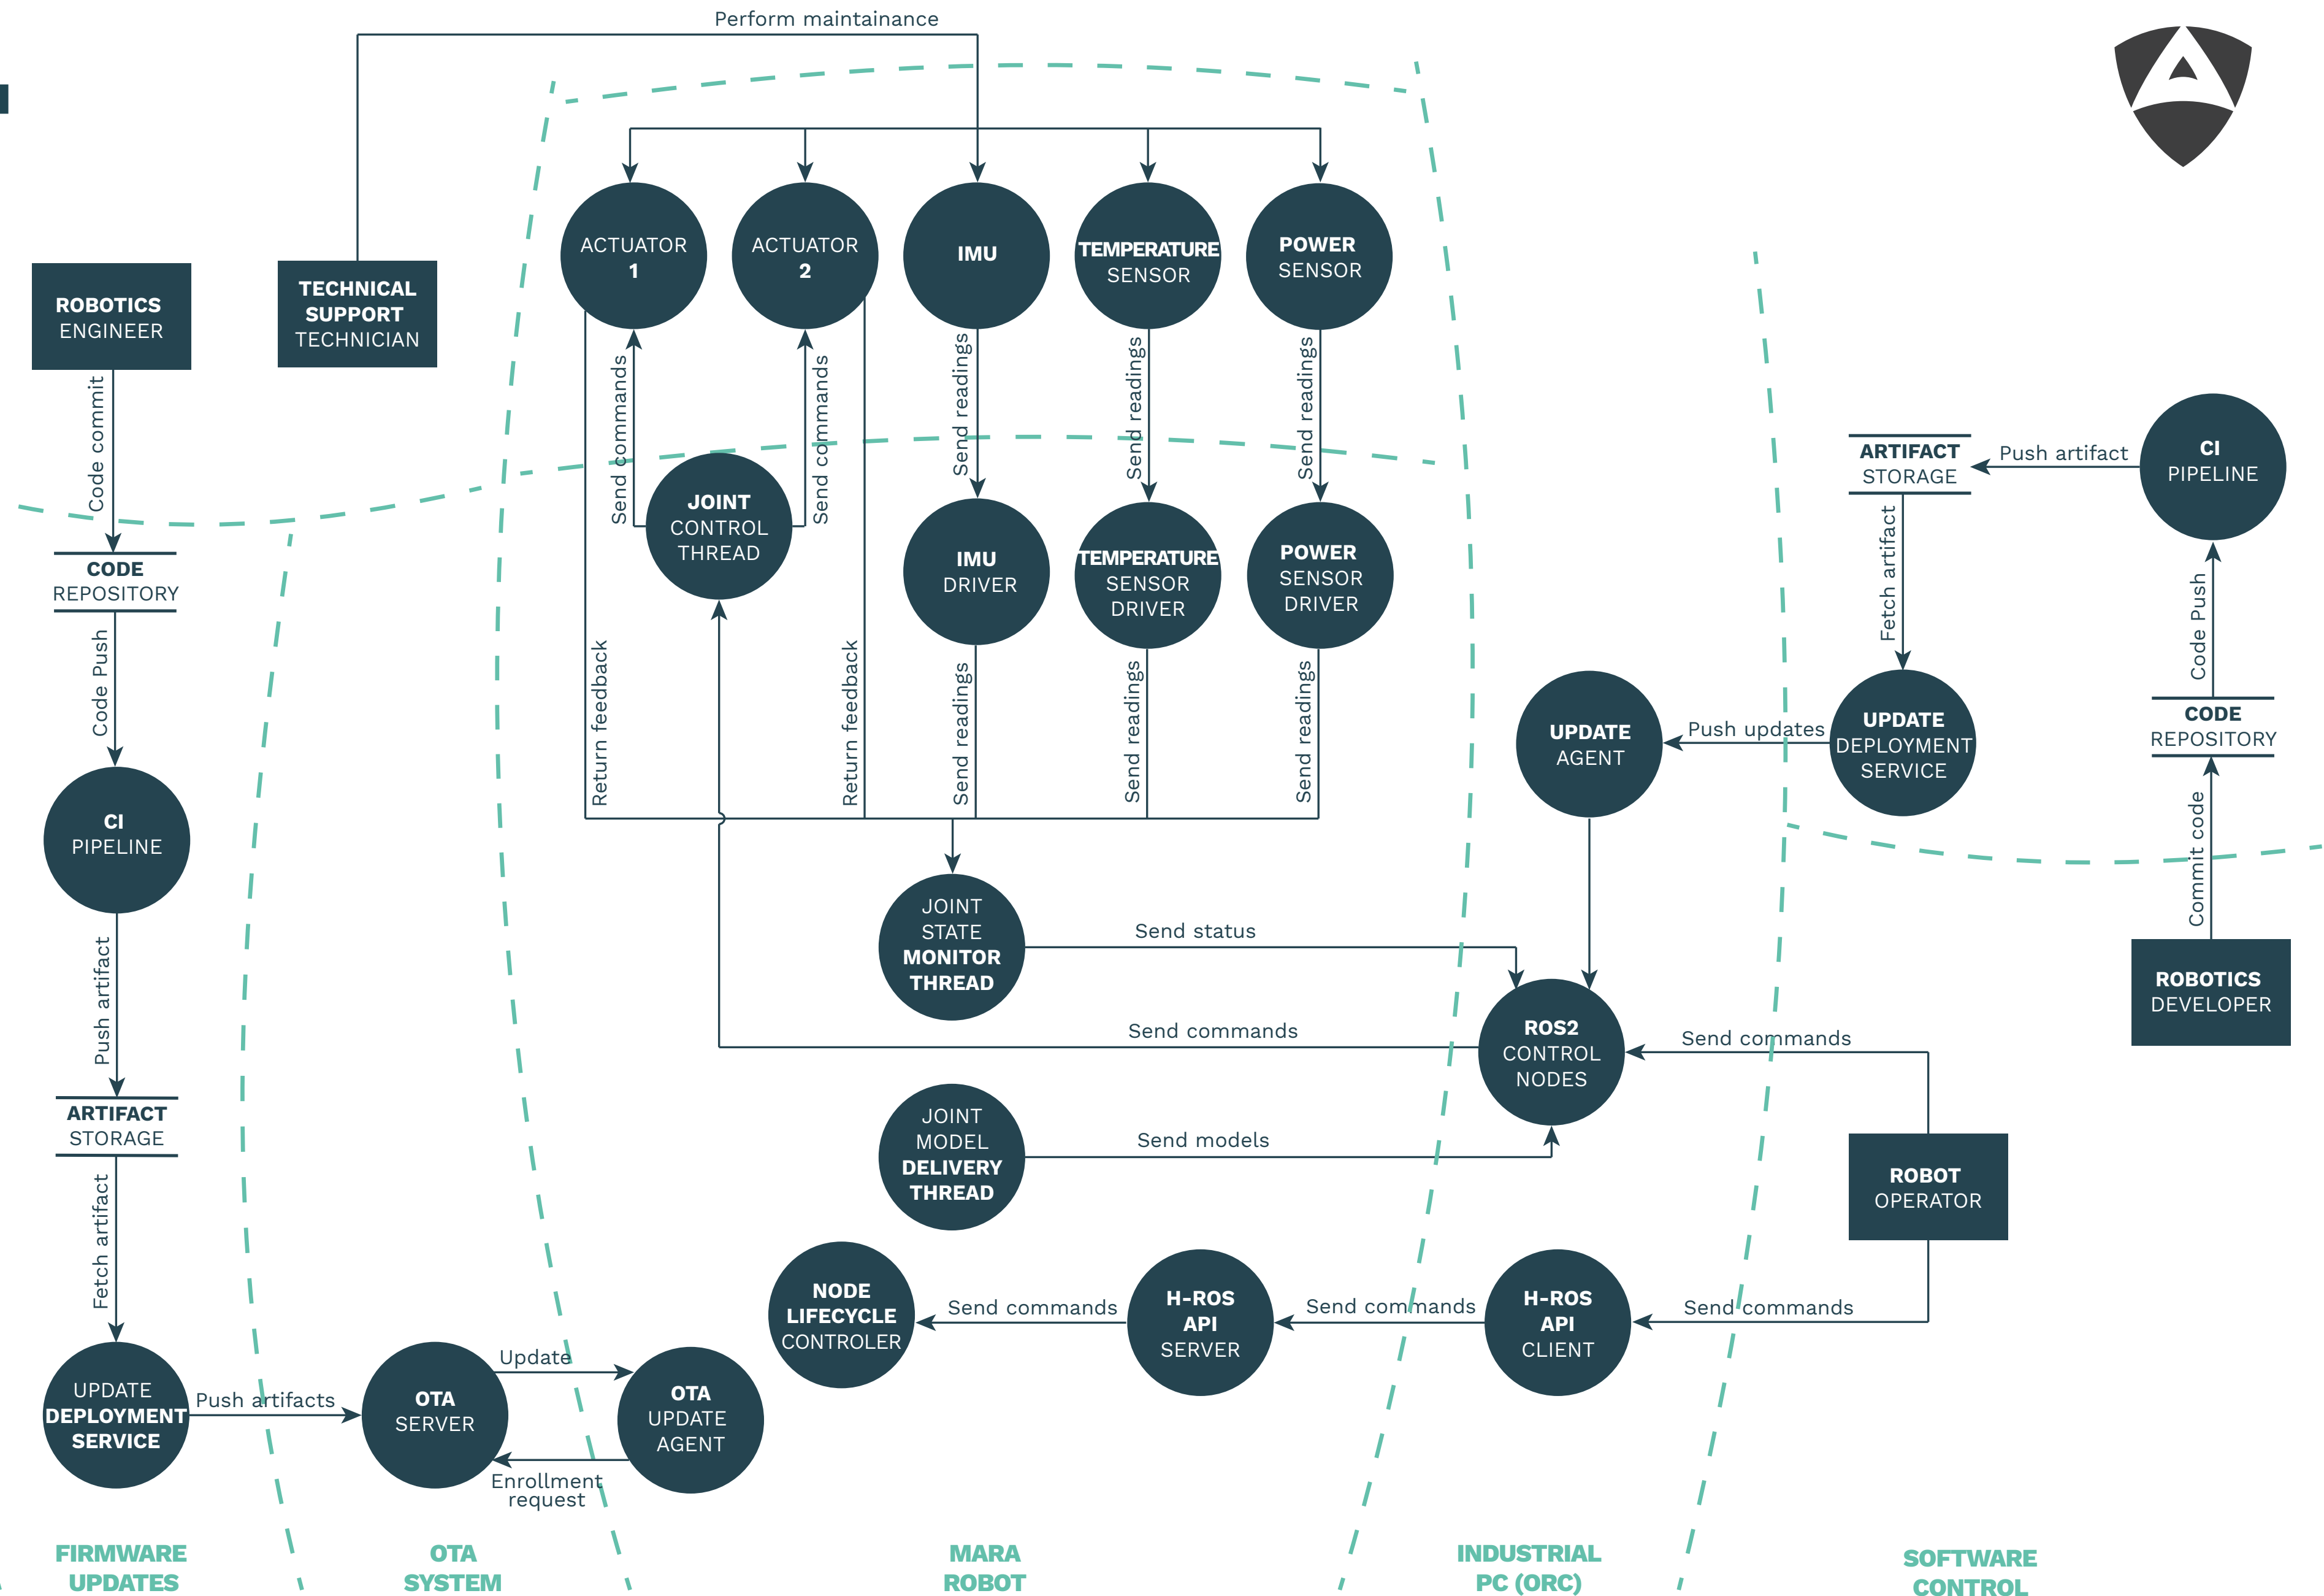 Perform maintainance
ROBOTICS
ENGINEER
TECHNICAL
SUPPORT
TECHNICIAN
ACTUATOR
1
ACTUATOR
2
IMU
TEMPERATURE
SENSOR
POWER
SENSOR
Code commit
Send commands
Send commands
Send readings
Send readings
Send readings
JOINT
CONTROL
THREAD
IMU
DRIVER
TEMPERATURE
SENSOR
DRIVER
POWER
SENSOR
DRIVER
ARTIFACT
STORAGE
Push artifact
CI
PIPELINE
CODE
REPOSITORY
Code Push
Fetch artifact
Code Push
Return feedback
Return feedback
Send readings
Send readings
Send readings
UPDATE
AGENT
Push updates
UPDATE
DEPLOYMENT
SERVICE
CODE
REPOSITORY
CI
PIPELINE
Commit code
JOINT
STATE
MONITOR
THREAD
Send status
ROBOTICS
DEVELOPER
Push artifact
Send commands
ROS2
CONTROL
NODES
Send commands
ARTIFACT
STORAGE
JOINT
MODEL
DELIVERY
THREAD
Send models
ROBOT
OPERATOR
Fetch artifact
NODE
LIFECYCLE
CONTROLER
Send commands
H-ROS
API
SERVER
Send commands
H-ROS
API
CLIENT
Send commands
UPDATE
DEPLOYMENT
SERVICE
Push artifacts
OTA
SERVER
Update
OTA
UPDATE
AGENT
Enrollment
request
FIRMWARE
UPDATES
OTA
SYSTEM
MARA
ROBOT
INDUSTRIAL
PC (ORC)
SOFTWARE
CONTROL